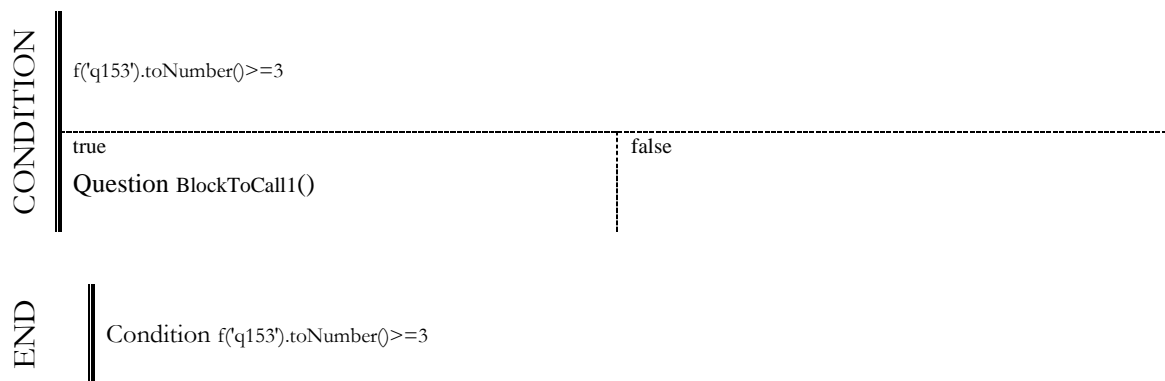 CONDITION
f('q153').toNumber()>=3
true
false
Question BlockToCall1()
END
Condition f('q153').toNumber()>=3